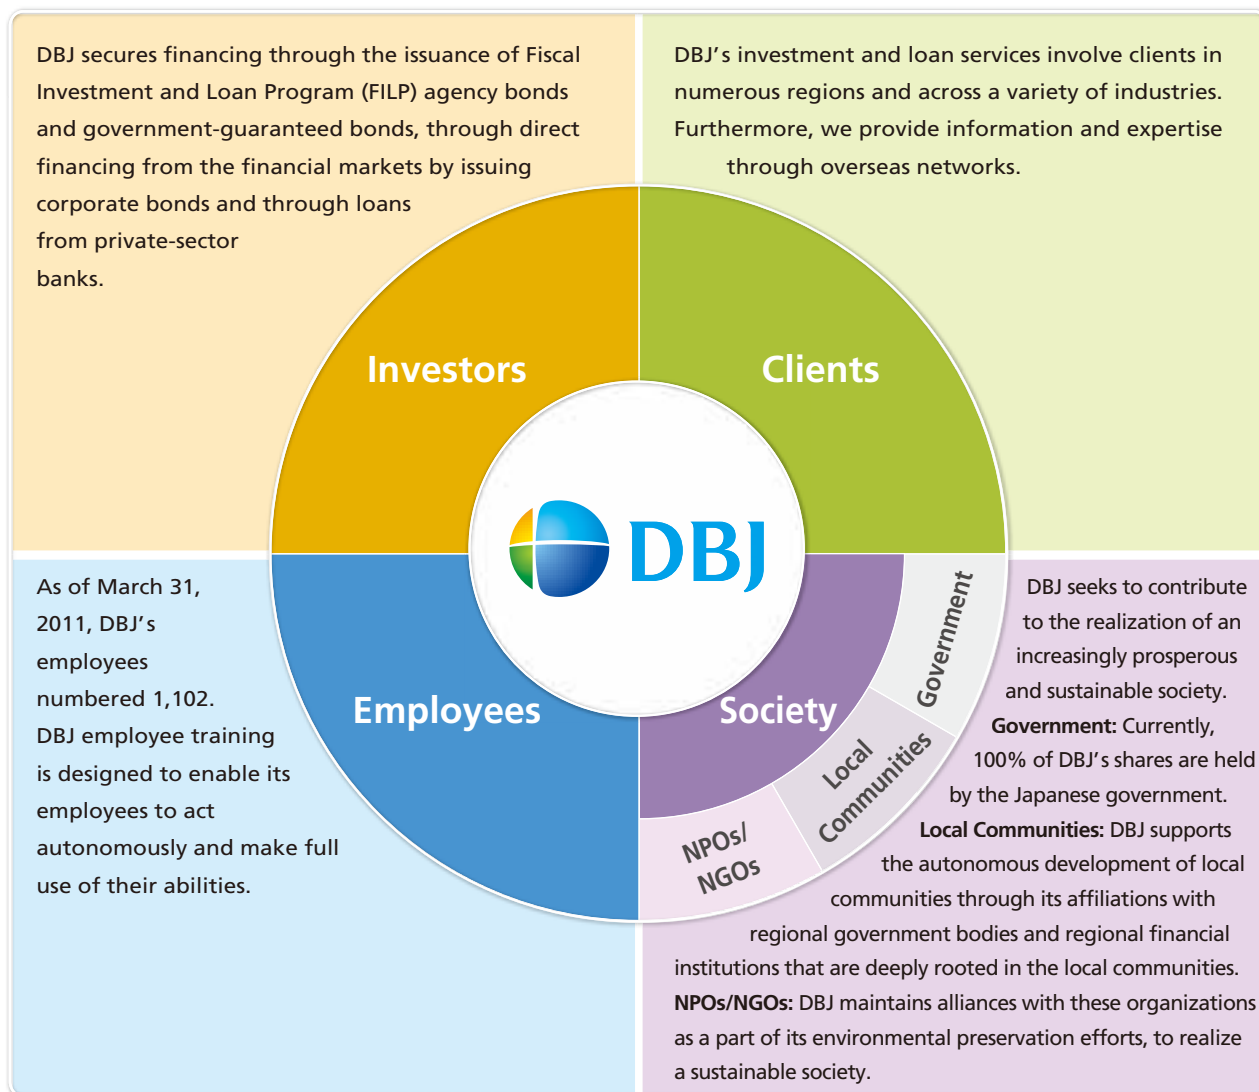 DBJ secures financing through the issuance of Fiscal
Investment and Loan Program (FILP) agency bonds
and government-guaranteed bonds, through direct
financing from the financial markets by issuing
corporate bonds and through loans
from private-sector
banks.
DBJ's investment and loan services involve clients in
numerous regions and across a variety of industries.
Furthermore, we provide information and expertise
through overseas networks.
Investors
Clients
DBJ
Employees
Society
Government
Local
Communities
NPOs/
NGOs
As of March 31,
2011, DBJ's
employees
numbered 1,102.
DBJ employee training
is designed to enable its
employees to act
autonomously and make full
use of their abilities.
DBJ seeks to contribute
to the realization of an
increasingly prosperous
and sustainable society.
Government: Currently,
100% of DBJ's shares are held
by the Japanese government.
Local Communities: DBJ supports
the autonomous development of local
communities through its affiliations with
regional government bodies and regional financial
institutions that are deeply rooted in the local communities.
NPOs/NGOs: DBJ maintains alliances with these organizations
as a part of its environmental preservation efforts, to realize
a sustainable society.